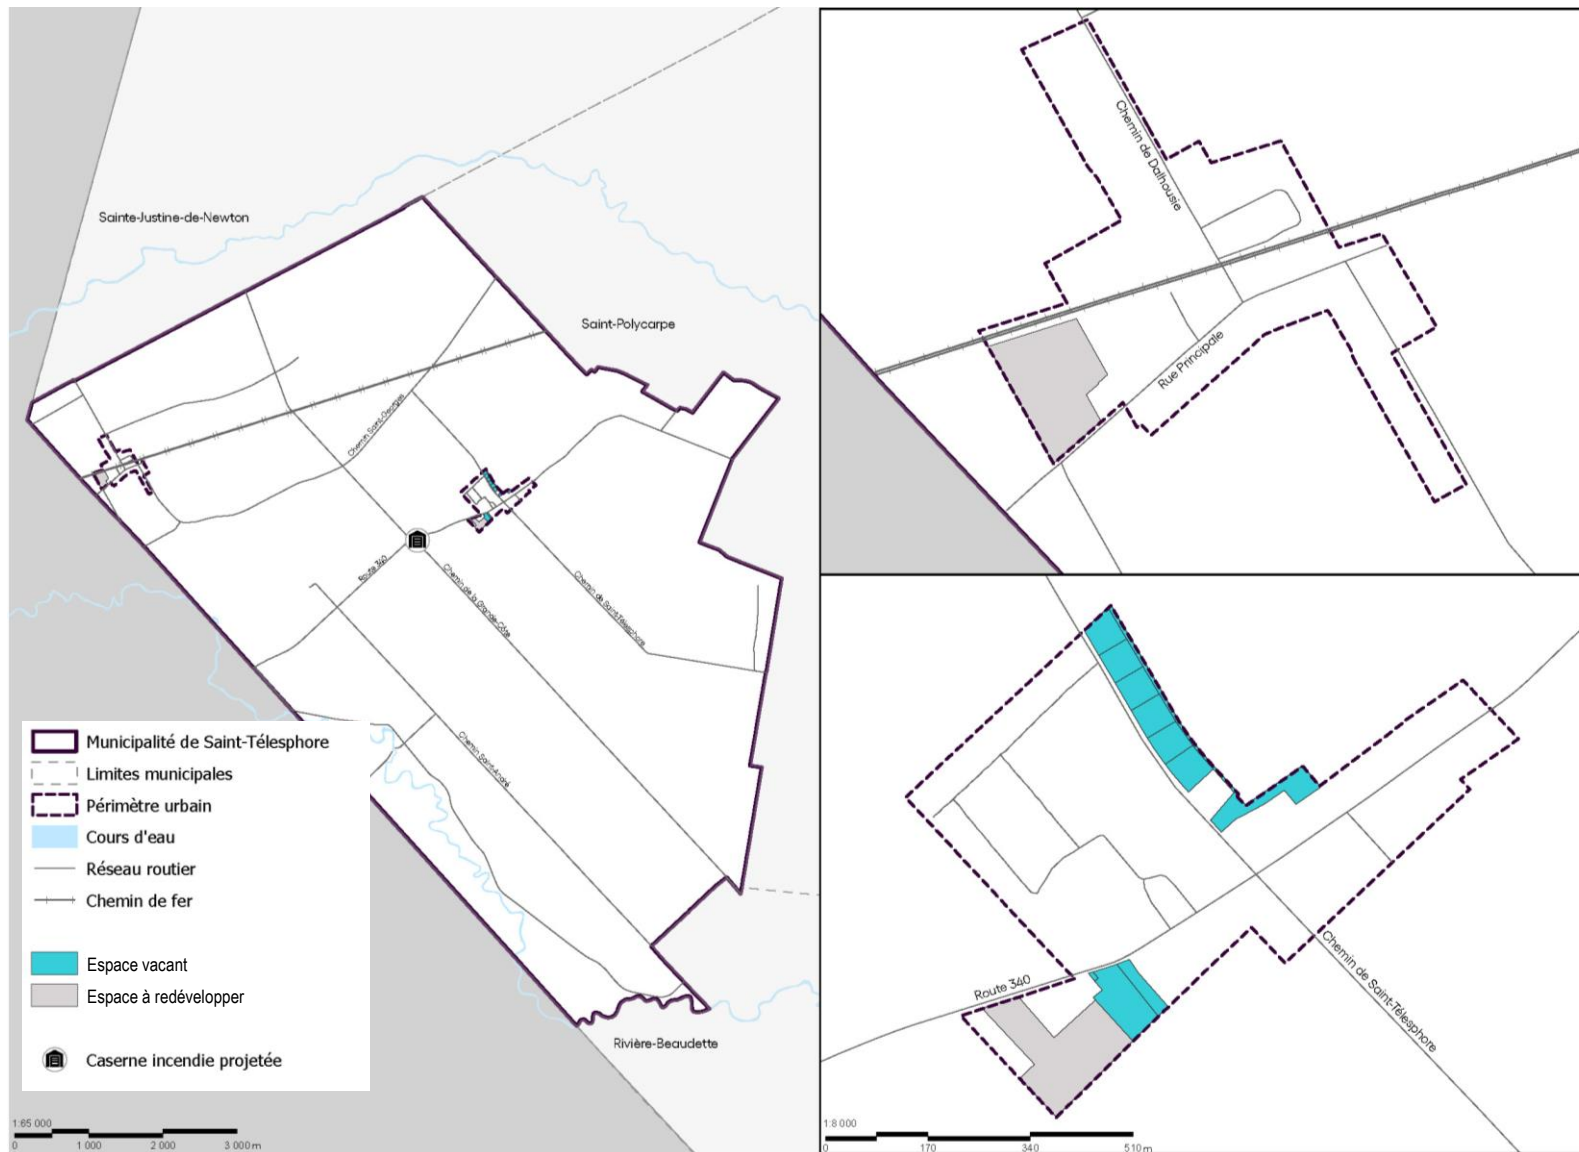 Sainte-Justine-de-Newton
Saint-Polycarpe
Chemin Saint-Georges
Route 340
Chemin de la Grande-Côte
Chemin de Saint-Télesphore
Chemin Saint-André
Rivière-Beaudette
Municipalité de Saint-Télesphore
Limites municipales
Périmètre urbain
Cours d'eau
Réseau routier
Chemin de fer
Espace vacant
Espace à redévelopper
Caserne incendie projetée
1:65 000
0 1 000 2 000 3 000 m
Chemin de Dalhousie
Rue Principale
Route 340
Chemin de Saint-Télesphore
1:8 000
0 170 340 510 m